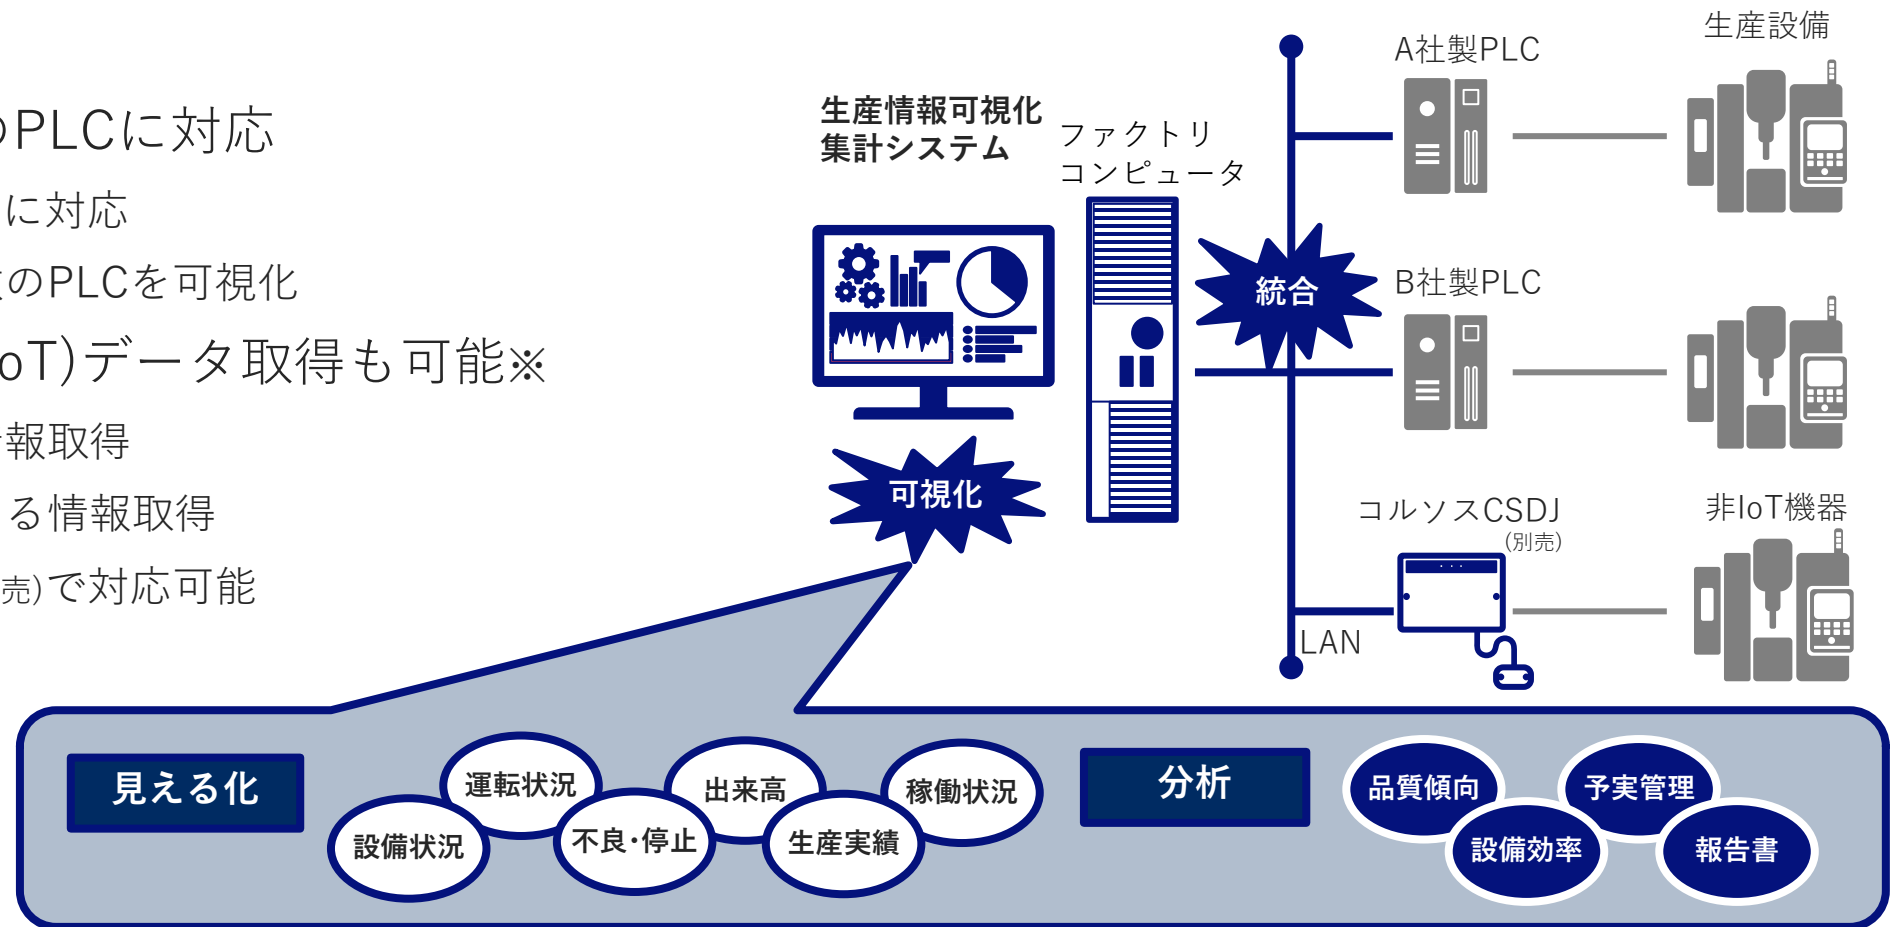 のPLCに対応
に対応
数のPLCを可視化
IoT)データ取得も可能※
情報取得
る情報取得
売)で対応可能
生産情報可視化
集計システム
ファクトリ
コンピュータ
統合
可視化
A社製PLC
生産設備
B社製PLC
コルソスCSDJ
(別売)
非IoT機器
LAN
見える化
設備状況
運転状況
不良・停止
出来高
生産実績
稼働状況
分析
品質傾向
設備効率
予実管理
報告書